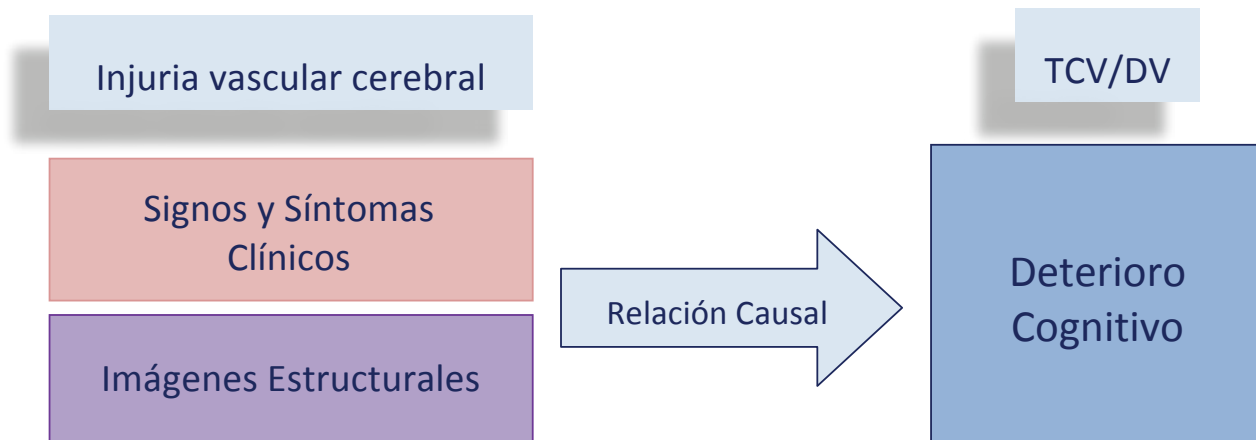 Injuria vascular cerebral
TCV/DV
Signos y Síntomas
Clínicos
Imágenes Estructurales
Relación Causal
Deterioro
Cognitivo